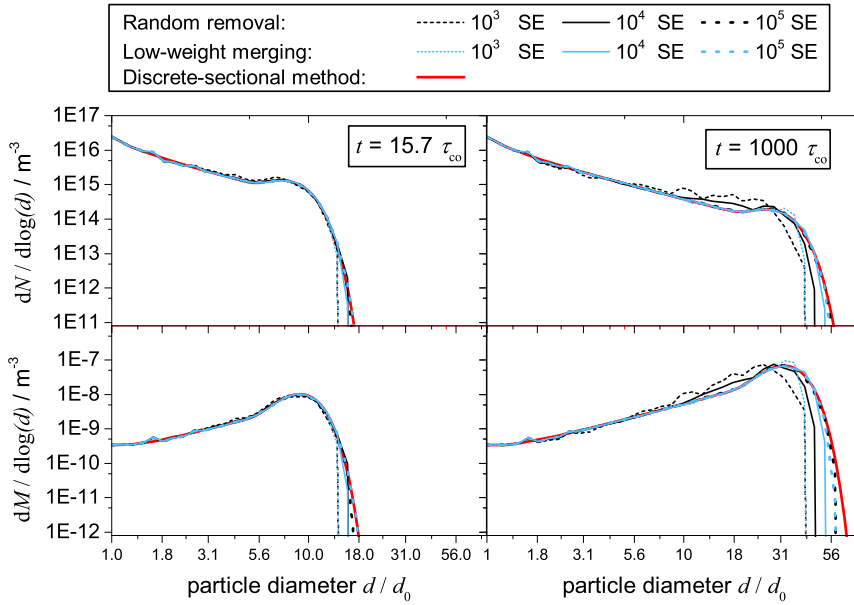 Random removal: 10³ SE 10⁴ SE 10⁵ SE
Low-weight merging: 10³ SE 10⁴ SE 10⁵ SE
Discrete-sectional method:
t = 15.7 τco
t = 1000 τco
dN / dlog(d) / m⁻³
1E17
1E16
1E15
1E14
1E13
1E12
1E11
dM / dlog(d) / m⁻³
1E-7
1E-8
1E-9
1E-10
1E-11
1E-12
1.0 1.8 3.1 5.6 10.0 18.0 31.0 56.0
1 1.8 3.1 5.6 10 18 31 56
particle diameter d / d₀
particle diameter d / d₀